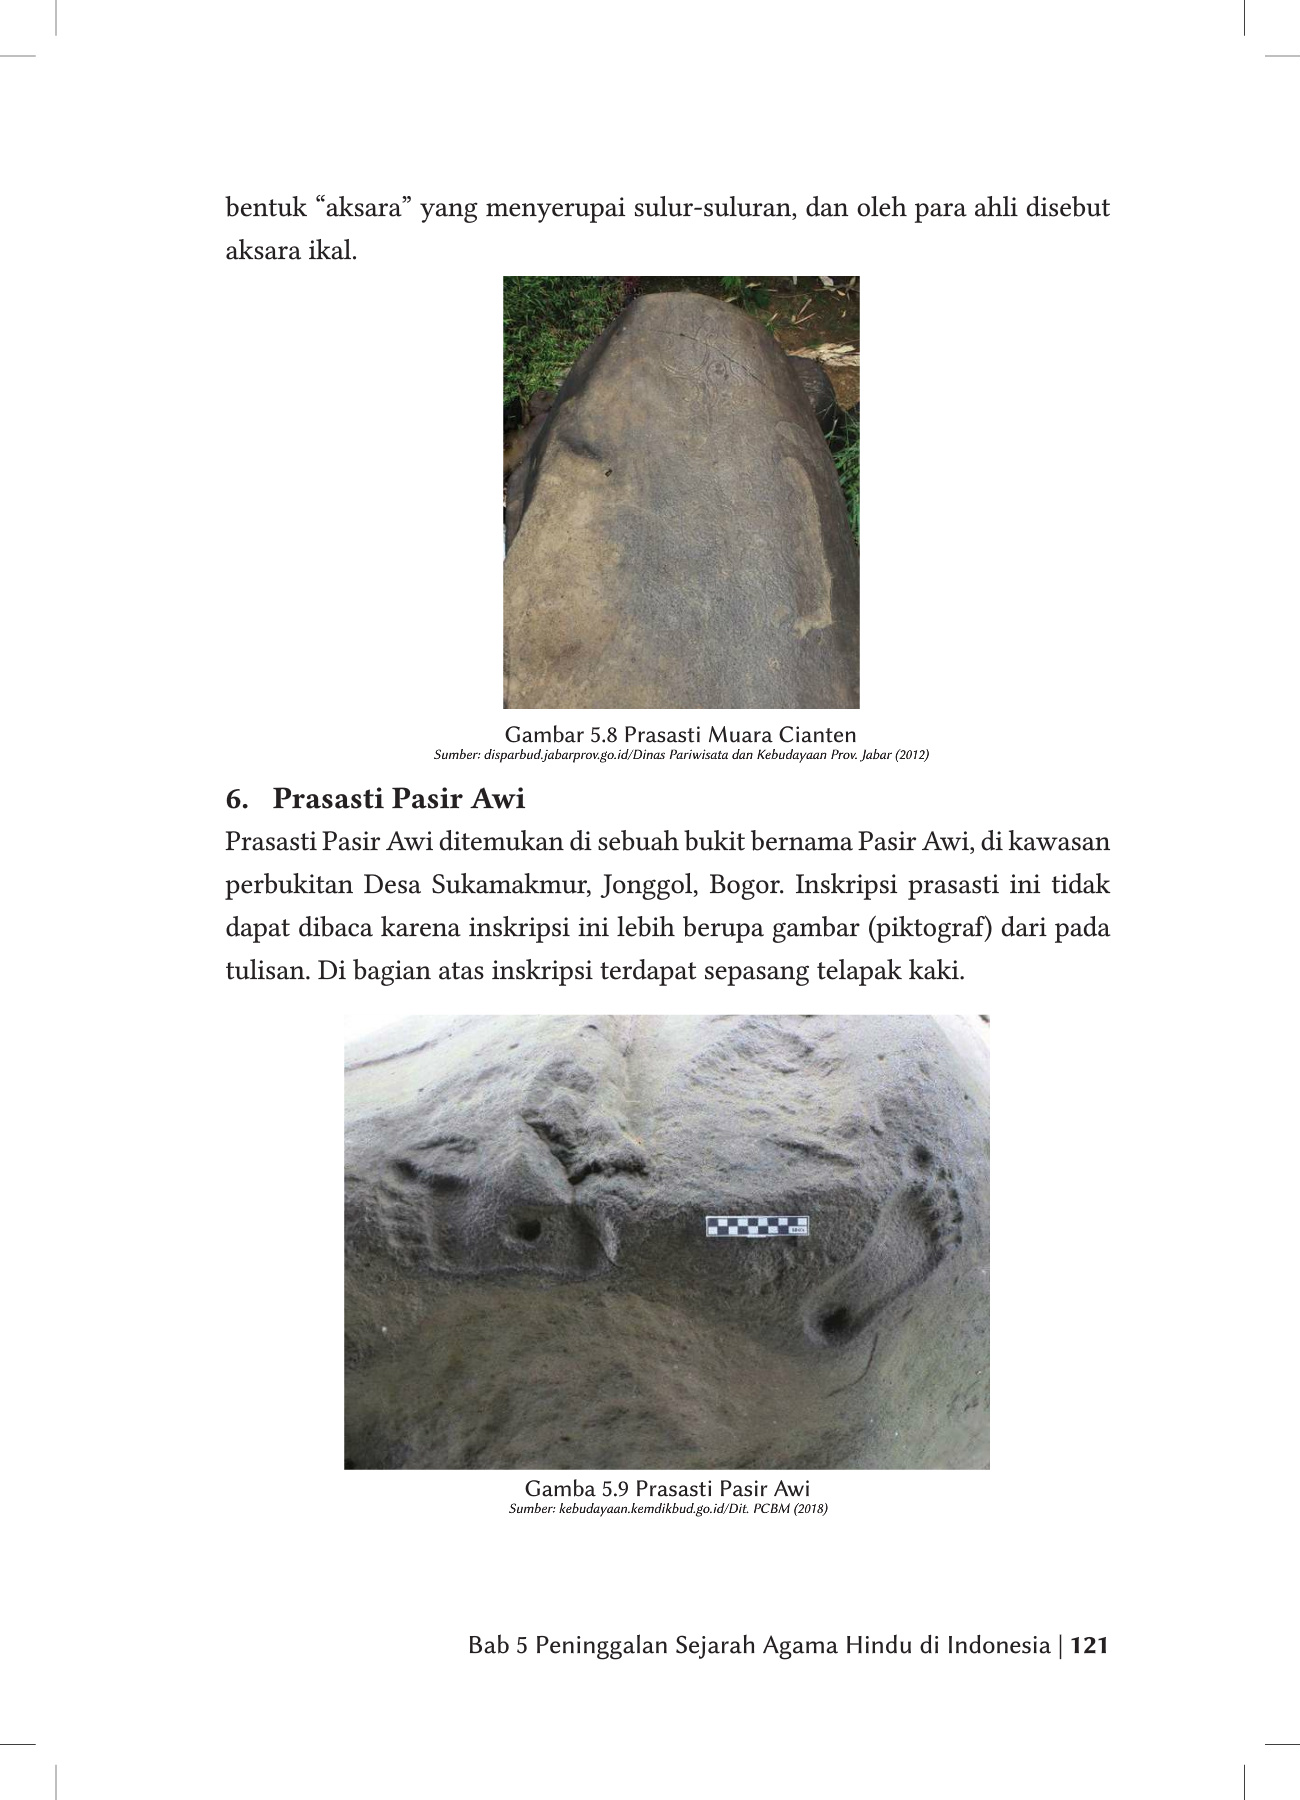 bentuk “aksara” yang menyerupai sulur-suluran, dan oleh para ahli disebut
aksara ikal.
Gambar 5.8 Prasasti Muara Cianten
Sumber: disparbud.jabarprov.go.id/Dinas Pariwisata dan Kebudayaan Prov. Jabar (2012)
6. Prasasti Pasir Awi
Prasasti Pasir Awi ditemukan di sebuah bukit bernama Pasir Awi, di kawasan
perbukitan Desa Sukamakmur, Jonggol, Bogor. Inskripsi prasasti ini tidak
dapat dibaca karena inskripsi ini lebih berupa gambar (piktograf) dari pada
tulisan. Di bagian atas inskripsi terdapat sepasang telapak kaki.
Gamba 5.9 Prasasti Pasir Awi
Sumber: kebudayaan.kemdikbud.go.id/Dit. PCBM (2018)
Bab 5 Peninggalan Sejarah Agama Hindu di Indonesia | 121